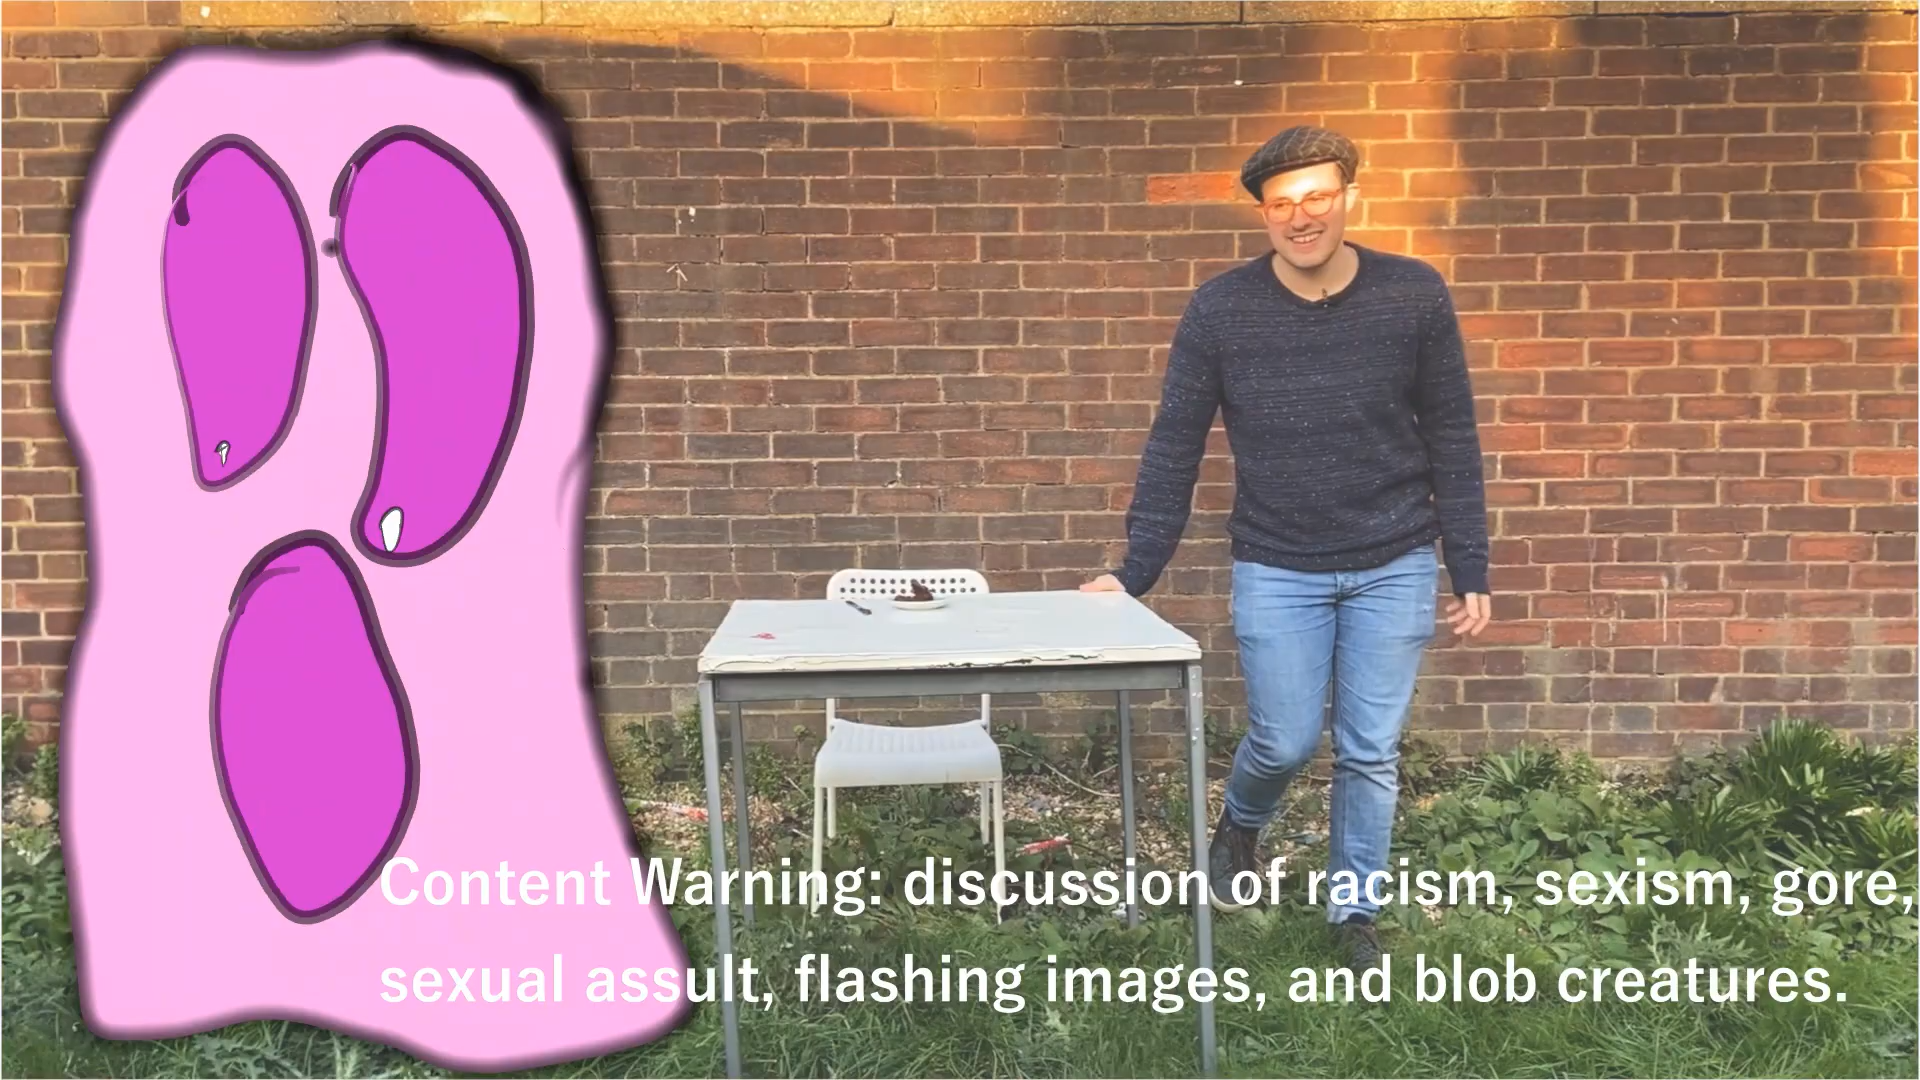 Content Warning: discussion of racism, sexism, gore,
sexual assult, flashing images, and blob creatures.